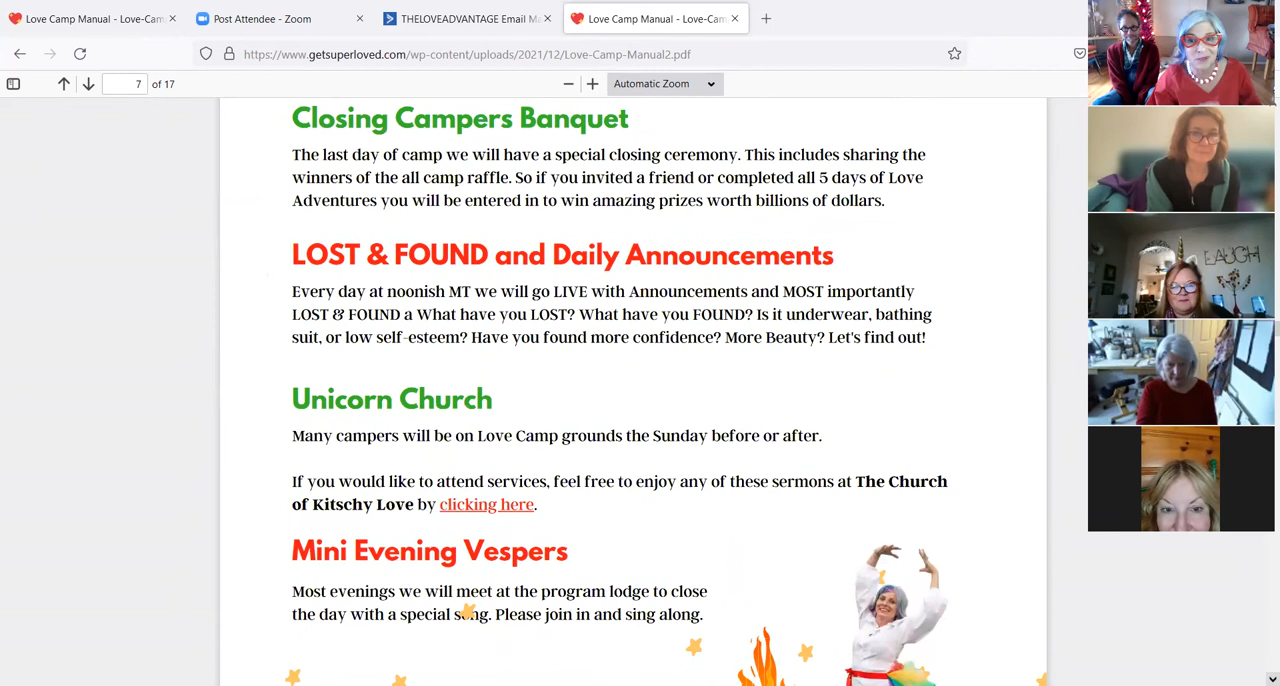 Love Camp Manual - Love-Cam
Post Attendee - Zoom
THELOVEADVANTAGE Email Ma
Love Camp Manual - Love-Cam
https://www.getsuperloved.com/wp-content/uploads/2021/12/Love-Camp-Manual2.pdf
7 of 17
Automatic Zoom
Closing Campers Banquet
The last day of camp we will have a special closing ceremony. This includes sharing the
winners of the all camp raffle. So if you invited a friend or completed all 5 days of Love
Adventures you will be entered in to win amazing prizes worth billions of dollars.
LOST & FOUND and Daily Announcements
Every day at noonish MT we will go LIVE with Announcements and MOST importantly
LOST & FOUND a What have you LOST? What have you FOUND? Is it underwear, bathing
suit, or low self-esteem? Have you found more confidence? More Beauty? Let's find out!
Unicorn Church
Many campers will be on Love Camp grounds the Sunday before or after.
If you would like to attend services, feel free to enjoy any of these sermons at The Church
of Kitschy Love by clicking here.
Mini Evening Vespers
Most evenings we will meet at the program lodge to close
the day with a special song. Please join in and sing along.
LAUGH